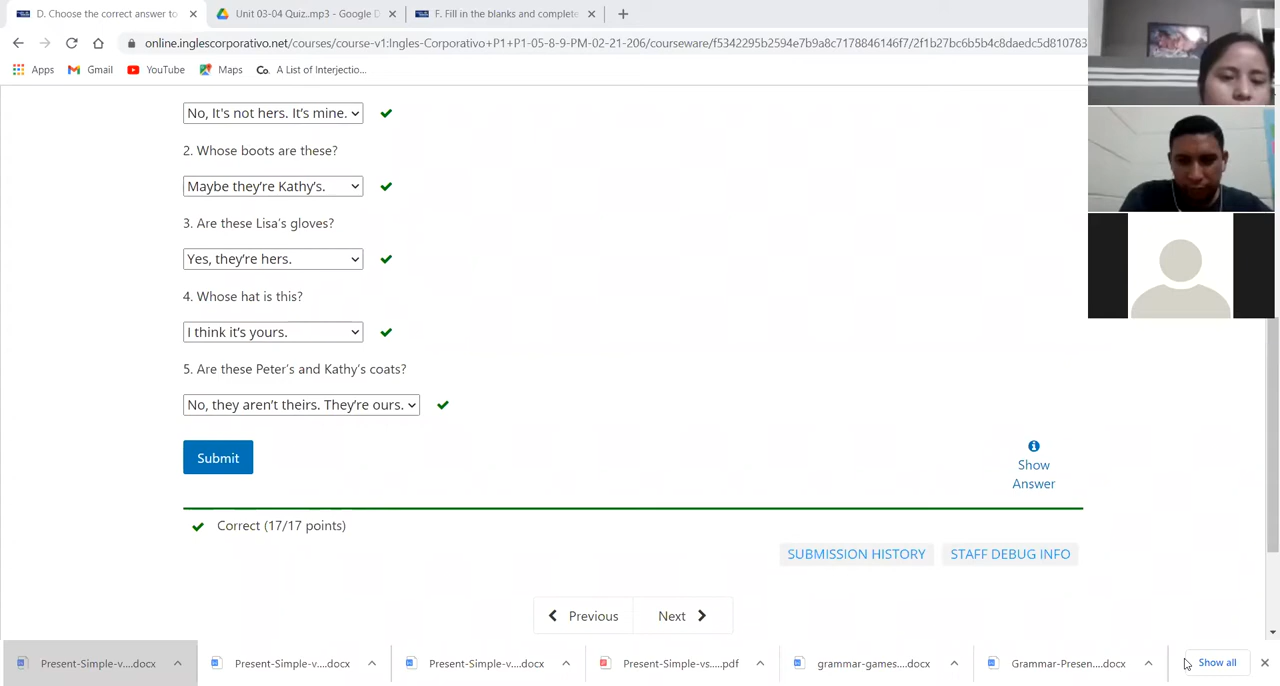 D. Choose the correct answer to
Unit 03-04 Quiz..mp3 - Google D
F. Fill in the blanks and complete
online.inglescorporativo.net/courses/course-v1:Ingles-Corporativo+P1+P1-05-8-9-PM-02-21-206/courseware/f5342295b2594e7b9a8c7178846146f7/2f1b27bc6b5b4c8daedc5d810783
Apps
Gmail
YouTube
Maps
Co. A List of Interjectio...
No, It's not hers. It's mine.
2. Whose boots are these?
Maybe they're Kathy's.
3. Are these Lisa's gloves?
Yes, they're hers.
4. Whose hat is this?
I think it's yours.
5. Are these Peter's and Kathy's coats?
No, they aren't theirs. They're ours.
Submit
Show
Answer
Correct (17/17 points)
SUBMISSION HISTORY
STAFF DEBUG INFO
Previous
Next
Present-Simple-v....docx
Present-Simple-v....docx
Present-Simple-v....docx
Present-Simple-vs.....pdf
grammar-games....docx
Grammar-Presen....docx
Show all